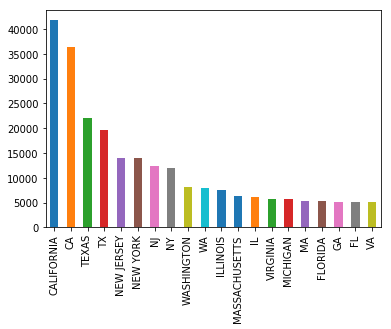 40000
35000
30000
25000
20000
15000
10000
5000
0
CALIFORNIA
CA
TEXAS
TX
NEW JERSEY
NEW YORK
NJ
NY
WASHINGTON
WA
ILLINOIS
MASSACHUSETTS
IL
VIRGINIA
MICHIGAN
MA
FLORIDA
GA
FL
VA